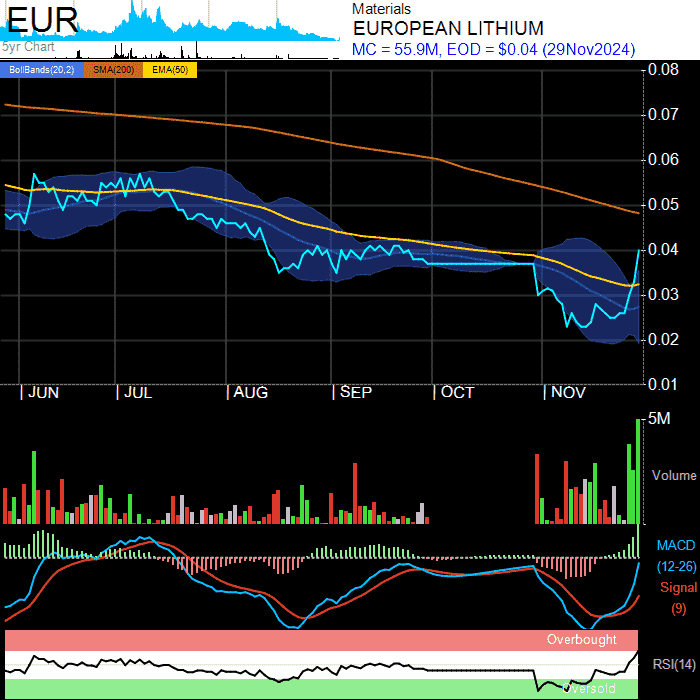 EUR
5yr Chart
Materials
EUROPEAN LITHIUM
MC = 55.9M, EOD = $0.04 (29Nov2024)
BollBands(20,2) SMA(200) EMA(50)
0.08
0.07
0.06
0.05
0.04
0.03
0.02
0.01
JUN JUL AUG SEP OCT NOV
5M
Volume
MACD
(12-26)
Signal
(9)
Overbought
RSI(14)
Oversold